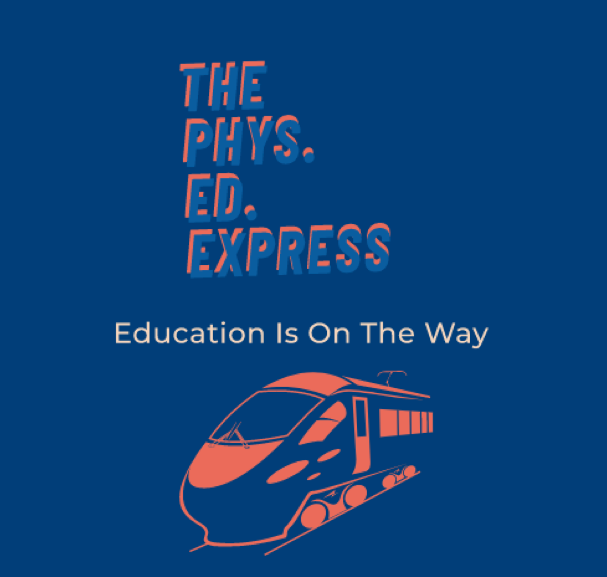 THE
PHYS.
ED.
EXPRESS
Education Is On The Way